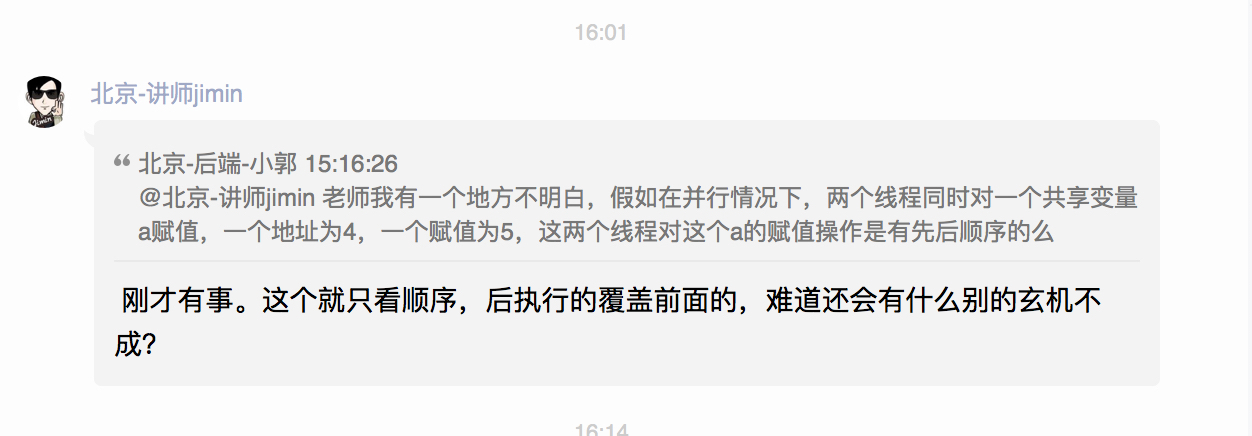 16:01
北京-讲师jimin
“ 北京-后端-小郭 15:16:26
@北京-讲师jimin 老师我有一个地方不明白，假如在并行情况下，两个线程同时对一个共享变量
a赋值，一个地址为4，一个赋值为5，这两个线程对这个a的赋值操作是有先后顺序的么
刚才有事。这个就只看顺序，后执行的覆盖前面的，难道还会有什么别的玄机不
成?
16:14